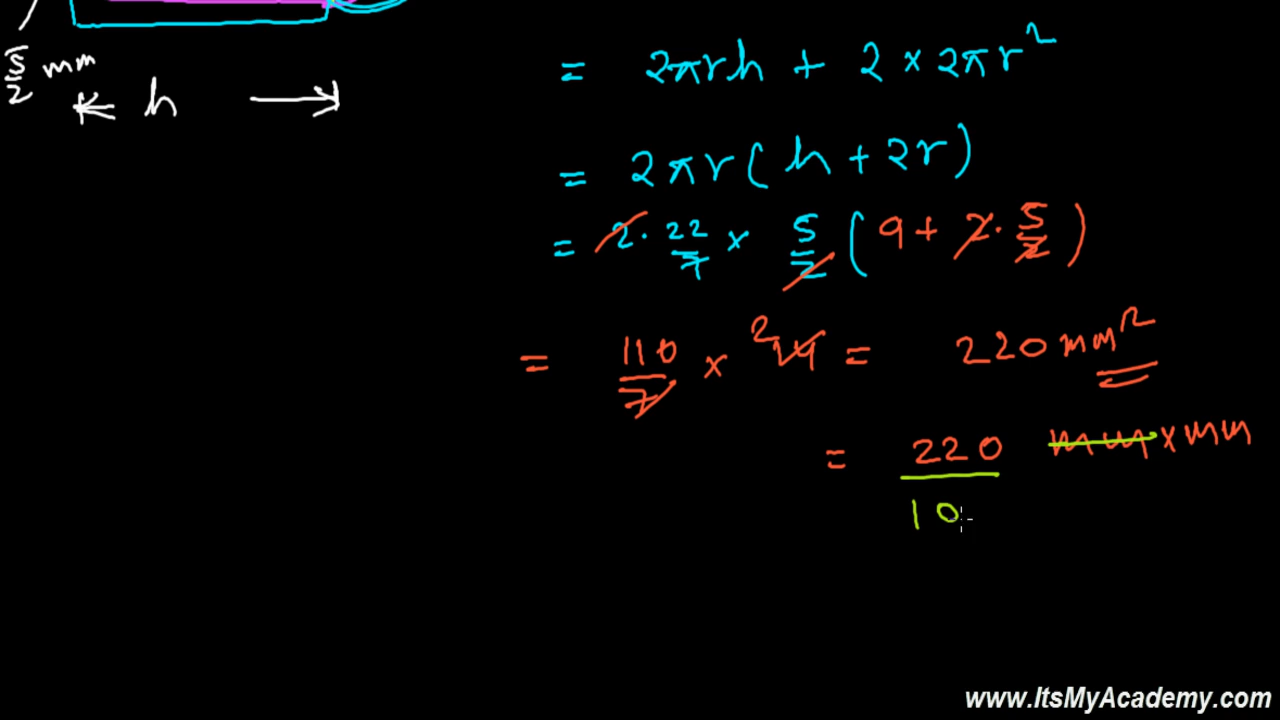 5/2 mm
← h →
= 2πrh + 2 × 2πr²
= 2πr(h + 2r)
= 2 · 22/7 × 5/2 (9 + 2 · 5/2)
= 110/7 × 2 14 = 220 mm²
= 220/10 mm × mm
www.ItsMyAcademy.com